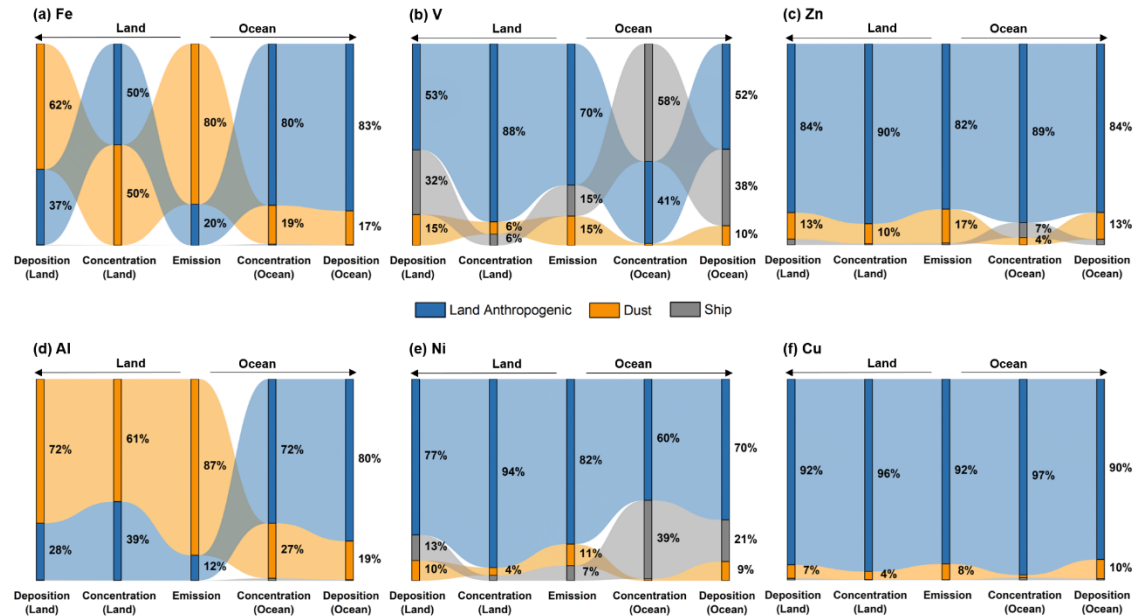 (a) Fe
Land Ocean
62% 50% 80% 80% 83%
37% 50% 20% 19% 17%
Deposition (Land) Concentration (Land) Emission Concentration (Ocean) Deposition (Ocean)
(b) V
Land Ocean
53% 88% 70% 58% 52%
32% 6% 15% 41% 38%
15% 6% 15% 10%
Deposition (Land) Concentration (Land) Emission Concentration (Ocean) Deposition (Ocean)
(c) Zn
Land Ocean
84% 90% 82% 89% 84%
13% 10% 17% 7% 13%
4%
Deposition (Land) Concentration (Land) Emission Concentration (Ocean) Deposition (Ocean)
Land Anthropogenic Dust Ship
(d) Al
Land Ocean
72% 61% 87% 72% 80%
28% 39% 12% 27% 19%
Deposition (Land) Concentration (Land) Emission Concentration (Ocean) Deposition (Ocean)
(e) Ni
Land Ocean
77% 94% 82% 60% 70%
13% 4% 11% 39% 21%
10% 7% 9%
Deposition (Land) Concentration (Land) Emission Concentration (Ocean) Deposition (Ocean)
(f) Cu
Land Ocean
92% 96% 92% 97% 90%
7% 4% 8% 10%
Deposition (Land) Concentration (Land) Emission Concentration (Ocean) Deposition (Ocean)